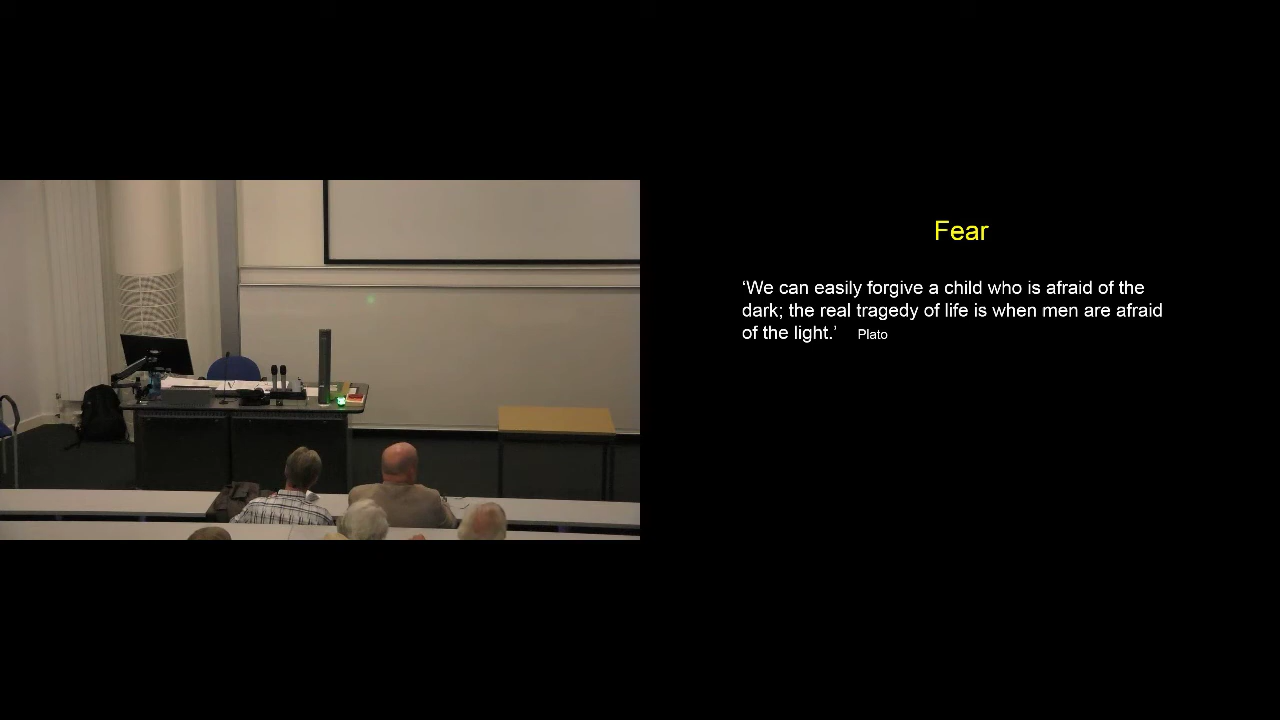 Fear
‘We can easily forgive a child who is afraid of the
dark; the real tragedy of life is when men are afraid
of the light.’ Plato